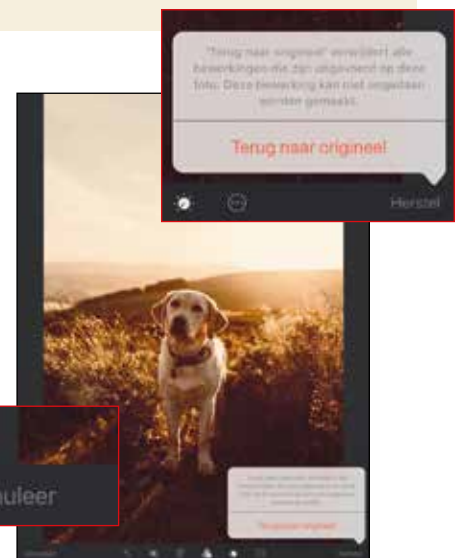 "Terug naar origineel" verwijdert alle
bewerkingen die zijn uitgevoerd op deze
foto. Deze bewerking kan niet ongedaan
worden gemaakt.
Terug naar origineel
Herstel
Terug naar origineel
uleer